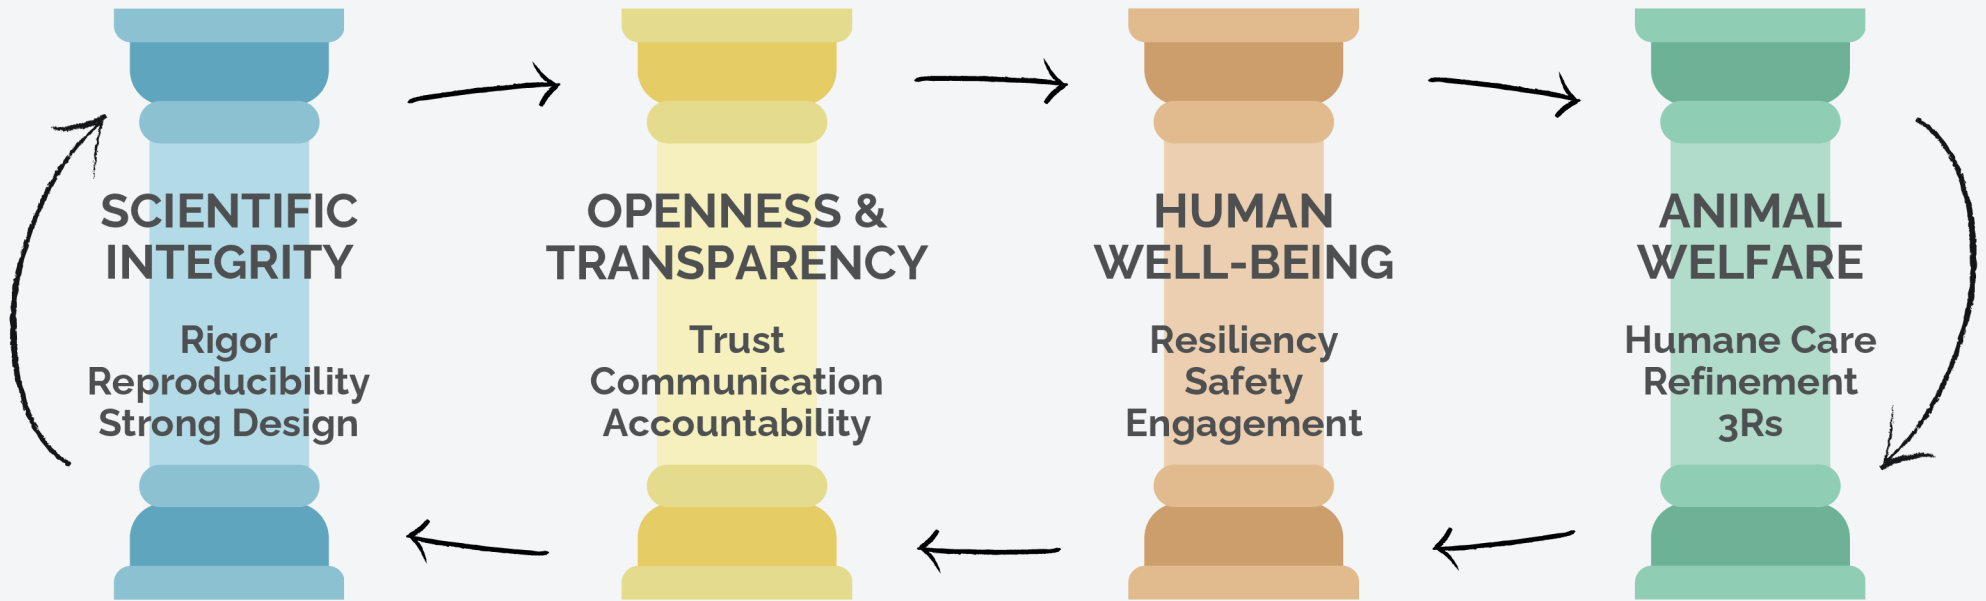 SCIENTIFIC
INTEGRITY
Rigor
Reproducibility
Strong Design
OPENNESS &
TRANSPARENCY
Trust
Communication
Accountability
HUMAN
WELL-BEING
Resiliency
Safety
Engagement
ANIMAL
WELFARE
Humane Care
Refinement
3Rs